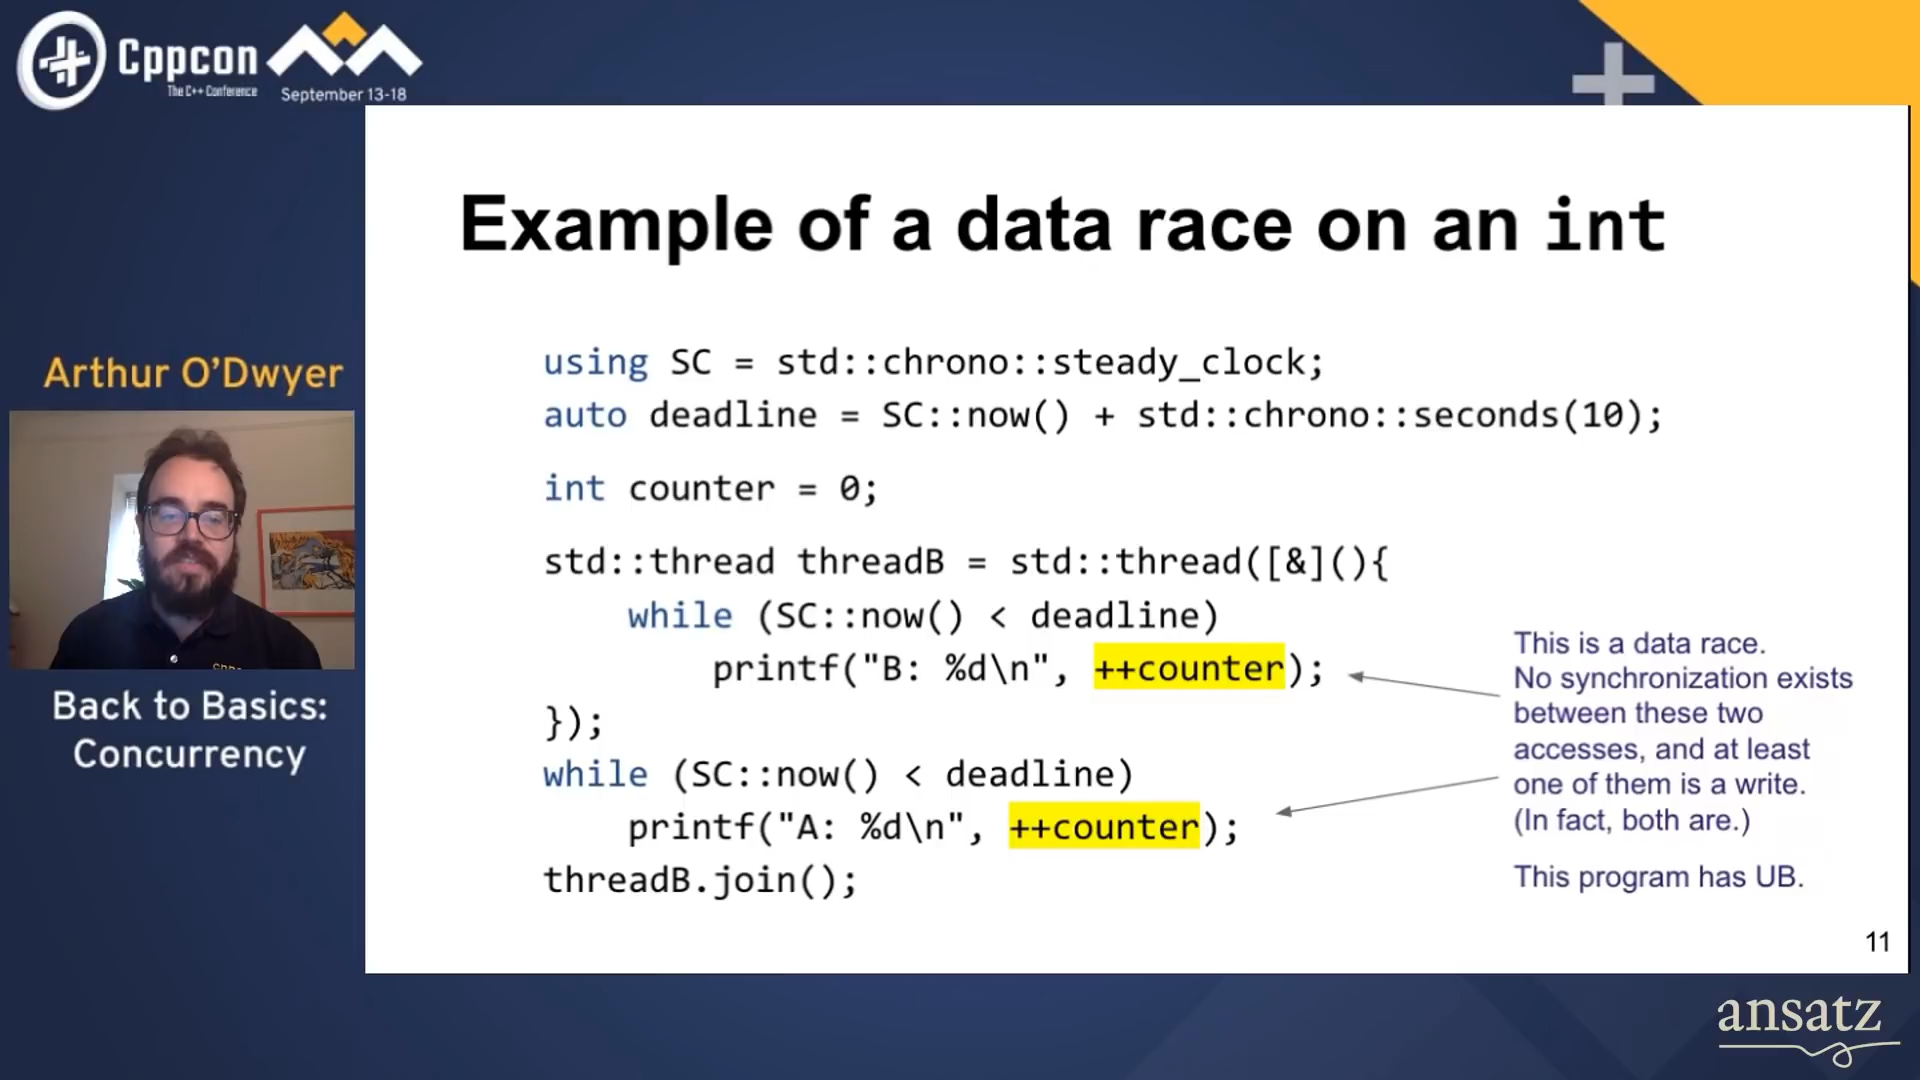 Cppcon
The C++ Conference
September 13-18
Arthur O'Dwyer
Back to Basics:
Concurrency
Example of a data race on an int
using SC = std::chrono::steady_clock;
auto deadline = SC::now() + std::chrono::seconds(10);
int counter = 0;
std::thread threadB = std::thread([&](){
    while (SC::now() < deadline)
        printf("B: %d\n", ++counter);
});
while (SC::now() < deadline)
    printf("A: %d\n", ++counter);
threadB.join();
This is a data race.
No synchronization exists
between these two
accesses, and at least
one of them is a write.
(In fact, both are.)
This program has UB.
11
ansatz